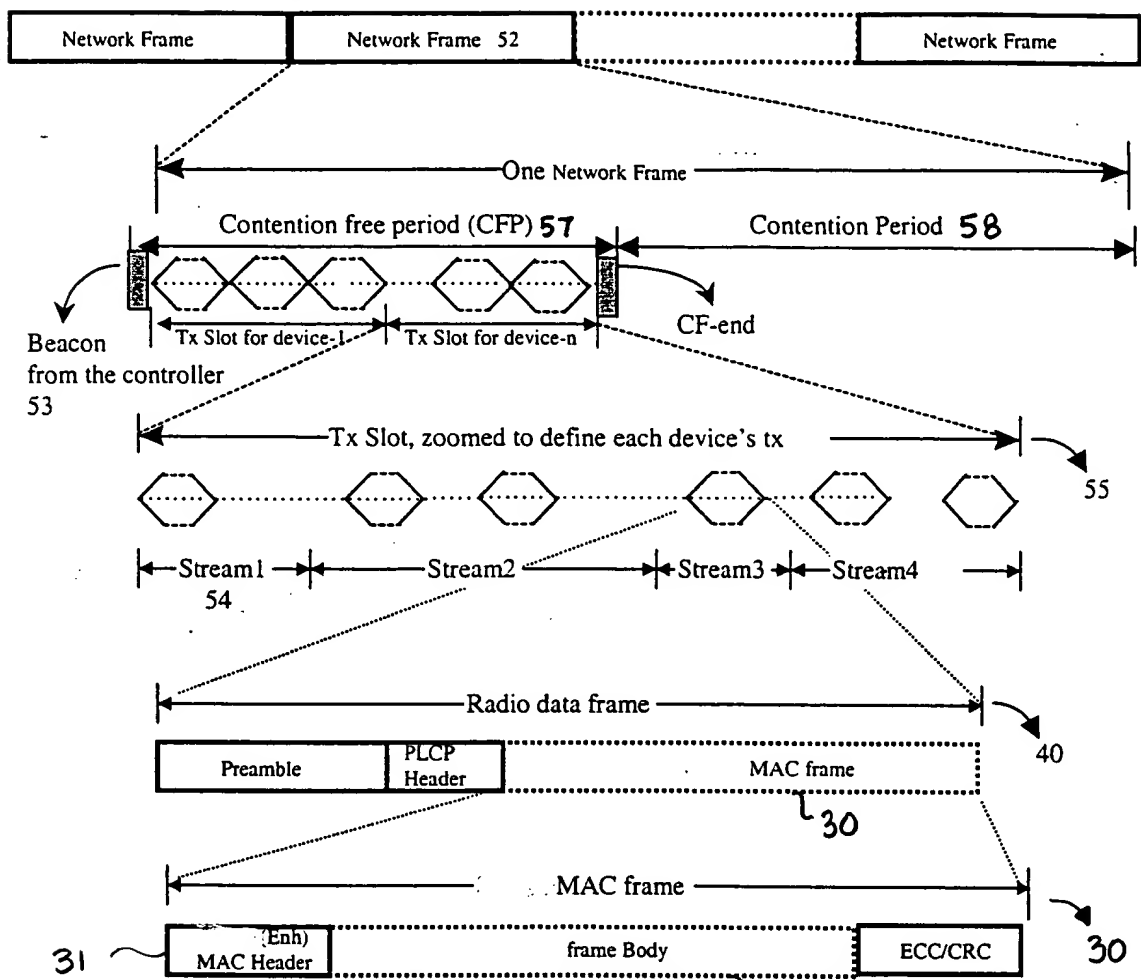 Network Frame
Network Frame 52
Network Frame
One Network Frame
Contention free period (CFP) 57
Contention Period 58
Tx Slot for device-1
Tx Slot for device-n
CF-end
Beacon
from the controller
53
Tx Slot, zoomed to define each device's tx
55
Stream1
Stream2
Stream3
Stream4
54
Radio data frame
40
Preamble
PLCP
Header
MAC frame
30
MAC frame
30
31
(Enh)
MAC Header
frame Body
ECC/CRC